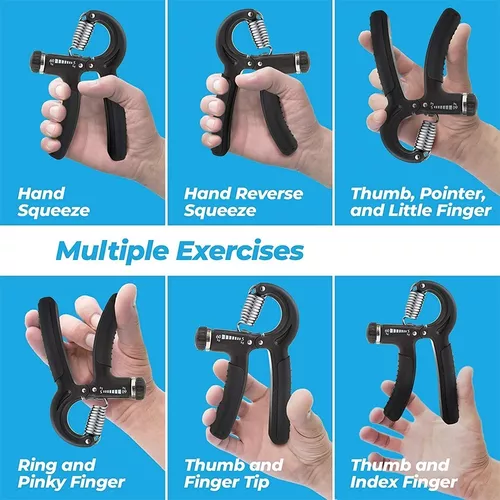 Hand
Squeeze
Hand Reverse
Squeeze
Thumb, Pointer,
and Little Finger
Multiple Exercises
Ring and
Pinky Finger
Thumb and
Finger Tip
Thumb and
Index Finger